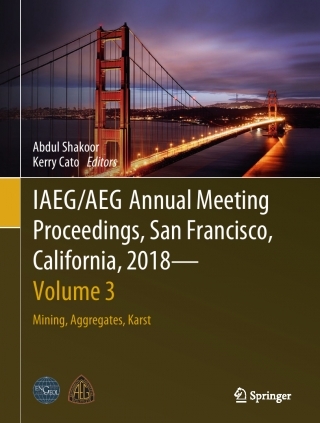 Abdul Shakoor
Kerry Cato Editors
IAEG/AEG Annual Meeting
Proceedings, San Francisco,
California, 2018—
Volume 3
Mining, Aggregates, Karst
AEG
Springer